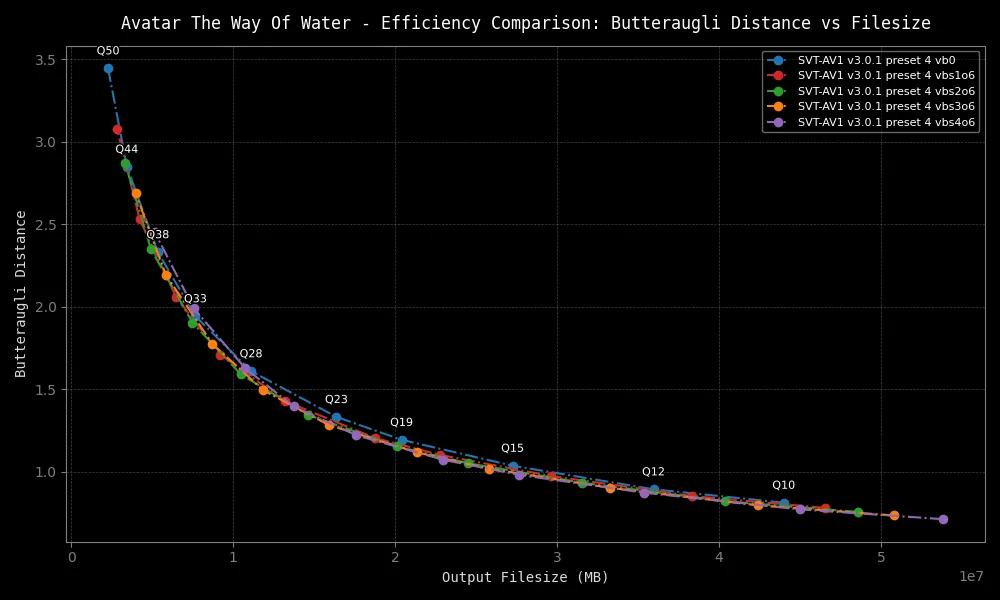 Avatar The Way Of Water - Efficiency Comparison: Butteraugli Distance vs Filesize
Q50
SVT-AV1 v3.0.1 preset 4 vb0
SVT-AV1 v3.0.1 preset 4 vbs1o6
SVT-AV1 v3.0.1 preset 4 vbs2o6
SVT-AV1 v3.0.1 preset 4 vbs3o6
SVT-AV1 v3.0.1 preset 4 vbs4o6
3.5
3.0
2.5
2.0
1.5
1.0
Butteraugli Distance
Q44
Q38
Q33
Q28
Q23
Q19
Q15
Q12
Q10
0 1 2 3 4 5
1e7
Output Filesize (MB)